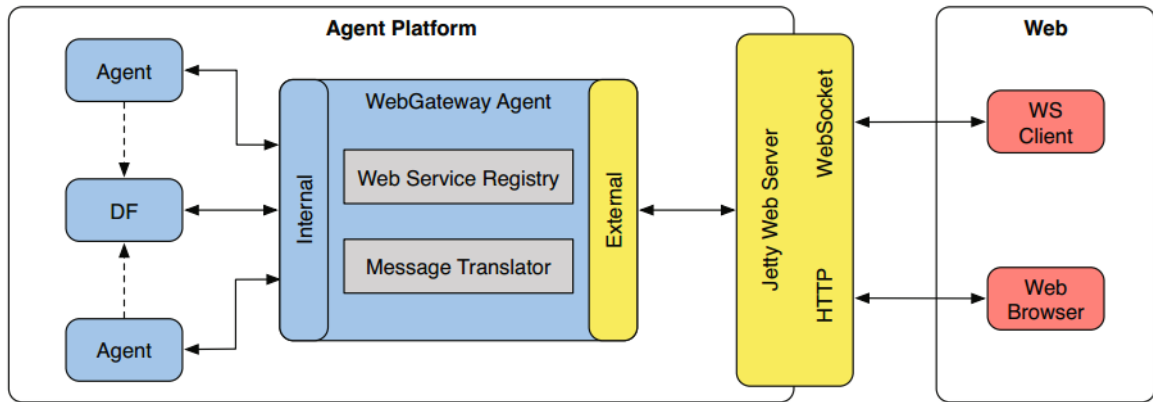 Agent Platform
Web
Agent
DF
Agent
Internal
WebGateway Agent
Web Service Registry
Message Translator
External
Jetty Web Server
WebSocket
HTTP
WS
Client
Web
Browser